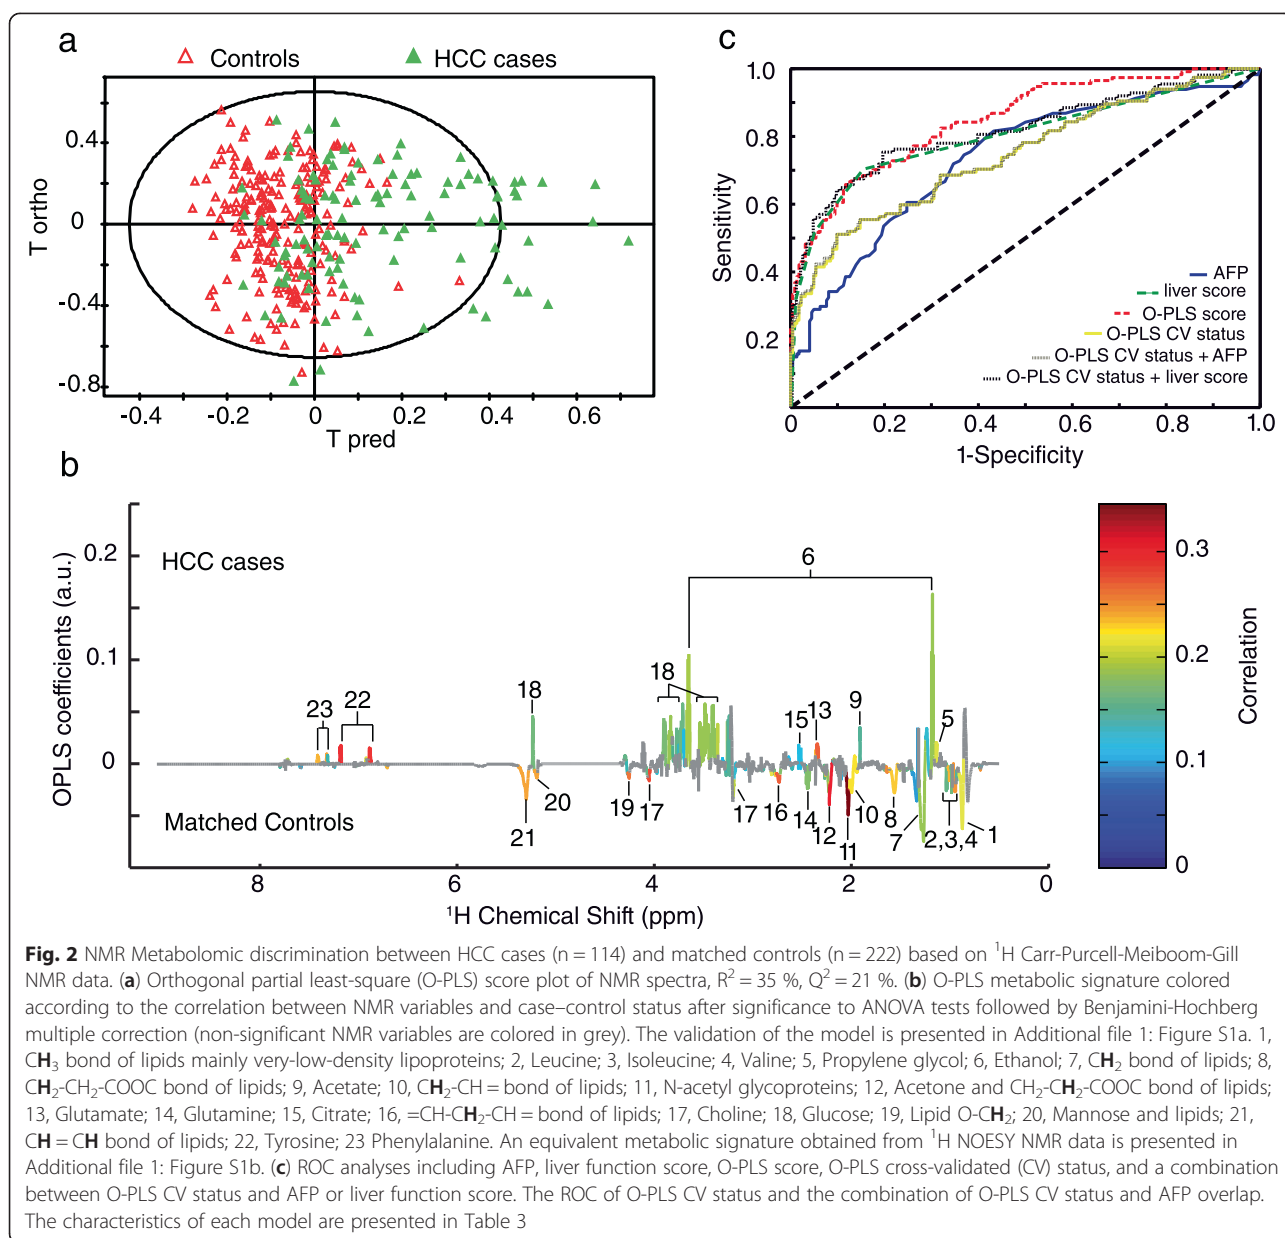 a
Controls
HCC cases
T ortho
0.4
0
-0.4
-0.8
-0.4
-0.2
0
0.2
0.4
0.6
T pred
c
Sensitivity
1.0
0.8
0.6
0.4
0.2
AFP
liver score
O-PLS score
O-PLS CV status
O-PLS CV status + AFP
O-PLS CV status + liver score
0
0.2
0.4
0.6
0.8
1.0
1-Specificity
b
OPLS coefficients (a.u.)
0.2
0.1
0
HCC cases
Matched Controls
6
18
18
23
22
15
13
9
5
21
20
19
17
17
16
14
12
11
10
8
7
2,3,4
1
8
6
4
2
0
¹H Chemical Shift (ppm)
0.3
0.2
0.1
0
Correlation
Fig. 2 NMR Metabolomic discrimination between HCC cases (n = 114) and matched controls (n = 222) based on ¹H Carr-Purcell-Meiboom-Gill
NMR data. (a) Orthogonal partial least-square (O-PLS) score plot of NMR spectra, R² = 35 %, Q² = 21 %. (b) O-PLS metabolic signature colored
according to the correlation between NMR variables and case–control status after significance to ANOVA tests followed by Benjamini-Hochberg
multiple correction (non-significant NMR variables are colored in grey). The validation of the model is presented in Additional file 1: Figure S1a. 1,
CH₃ bond of lipids mainly very-low-density lipoproteins; 2, Leucine; 3, Isoleucine; 4, Valine; 5, Propylene glycol; 6, Ethanol; 7, CH₂ bond of lipids; 8,
CH₂-CH₂-COOC bond of lipids; 9, Acetate; 10, CH₂-CH = bond of lipids; 11, N-acetyl glycoproteins; 12, Acetone and CH₂-CH₂-COOC bond of lipids;
13, Glutamate; 14, Glutamine; 15, Citrate; 16, =CH-CH₂-CH = bond of lipids; 17, Choline; 18, Glucose; 19, Lipid O-CH₂; 20, Mannose and lipids; 21,
CH = CH bond of lipids; 22, Tyrosine; 23 Phenylalanine. An equivalent metabolic signature obtained from ¹H NOESY NMR data is presented in
Additional file 1: Figure S1b. (c) ROC analyses including AFP, liver function score, O-PLS score, O-PLS cross-validated (CV) status, and a combination
between O-PLS CV status and AFP or liver function score. The ROC of O-PLS CV status and the combination of O-PLS CV status and AFP overlap.
The characteristics of each model are presented in Table 3